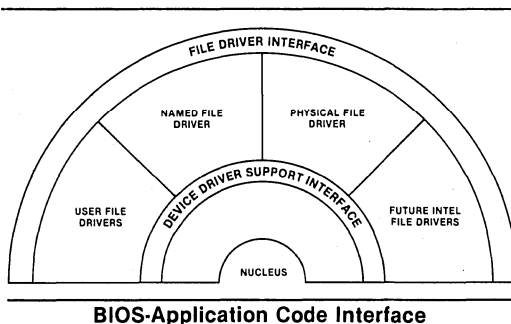 FILE DRIVER INTERFACE
NAMED FILE
DRIVER
PHYSICAL FILE
DRIVER
DEVICE DRIVER SUPPORT INTERFACE
USER FILE
DRIVERS
FUTURE INTEL
FILE DRIVERS
NUCLEUS
BIOS-Application Code Interface